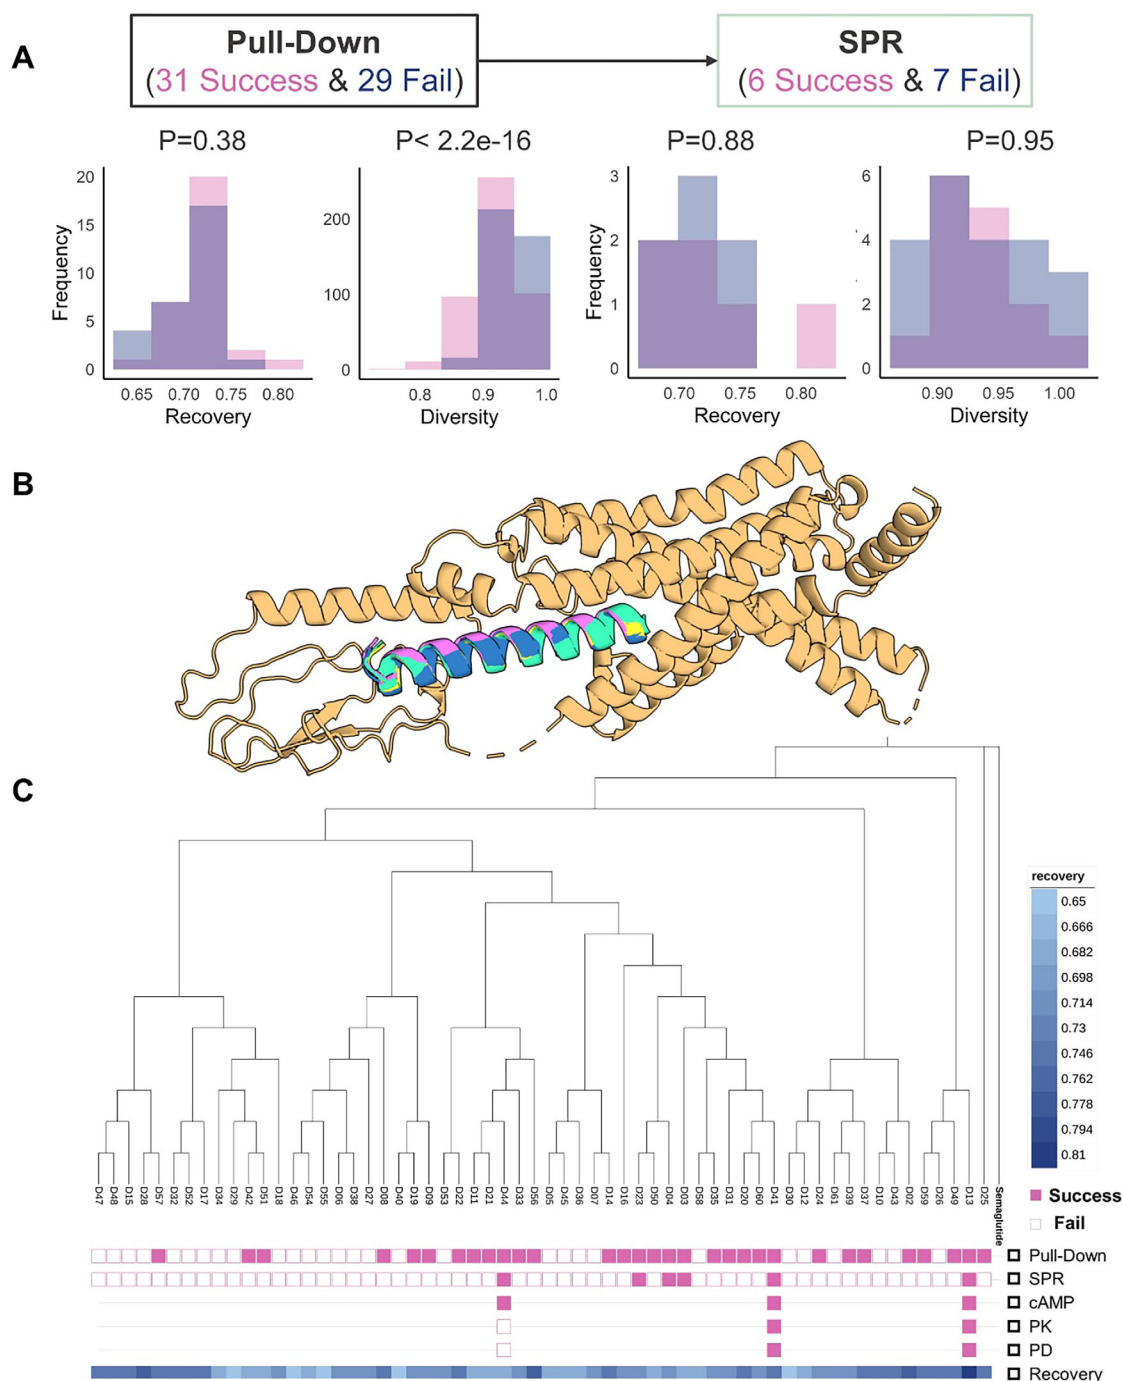 A
Pull-Down
(31 Success & 29 Fail)
SPR
(6 Success & 7 Fail)
P=0.38
P< 2.2e-16
P=0.88
P=0.95
Frequency
20
15
10
5
0
0.65 0.70 0.75 0.80
Recovery
200
100
0
0.8 0.9 1.0
Diversity
Frequency
3
2
1
0
0.70 0.75 0.80
Recovery
6
4
2
0
0.90 0.95 1.00
Diversity
B
C
recovery
0.65
0.666
0.682
0.698
0.714
0.73
0.746
0.762
0.778
0.794
0.81
Success
Fail
D47
D48
D15
D28
D57
D32
D52
D17
D34
D29
D42
D51
D18
D46
D54
D55
D06
D38
D27
D08
D40
D19
D09
D53
D22
D11
D21
D44
D33
D56
D05
D45
D36
D07
D14
D16
D23
D50
D04
D03
D58
D35
D31
D20
D60
D41
D30
D12
D24
D61
D39
D37
D10
D43
D02
D59
D26
D49
D13
D25
Semaglutide
Pull-Down
SPR
cAMP
PK
PD
Recovery